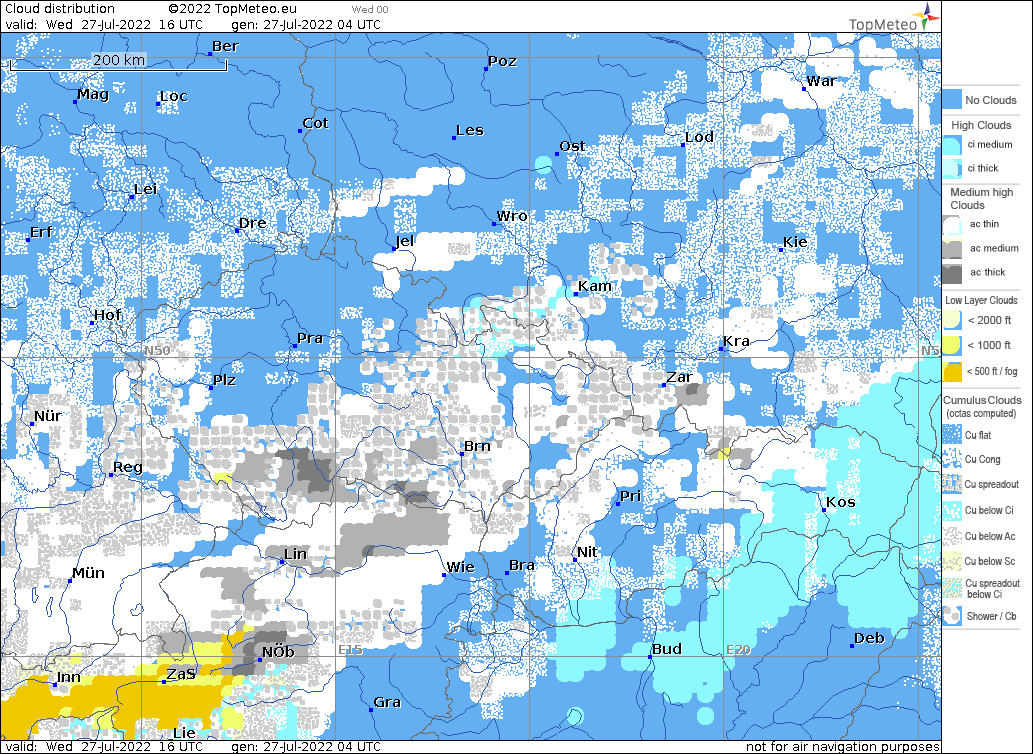 Cloud distribution ©2022 TopMeteo.eu Wed 00
valid: Wed 27-Jul-2022 16 UTC gen: 27-Jul-2022 04 UTC
TopMeteo
Ber
200 km
Poz
War
Mag
Loc
Cot
Les
Lod
Ost
Lei
Wro
Erf
Dre
Jel
Kie
Kam
Hof
Pra
Kra
N50
N5
Plz
Zar
Nür
Brn
Reg
Pri
Kos
Lin
Nit
Mün
Wie
Bra
Deb
NÖb
E15
Bud
E20
Inn
ZaS
Gra
Lie
No Clouds
High Clouds
ci medium
ci thick
Medium high
Clouds
ac thin
ac medium
ac thick
Low Layer Clouds
< 2000 ft
< 1000 ft
< 500 ft / fog
Cumulus Clouds
(octas computed)
Cu flat
Cu Cong
Cu spreadout
Cu below Ci
Cu below Ac
Cu below Sc
Cu spreadout
below Ci
Shower / Cb
valid: Wed 27-Jul-2022 16 UTC gen: 27-Jul-2022 04 UTC not for air navigation purposes